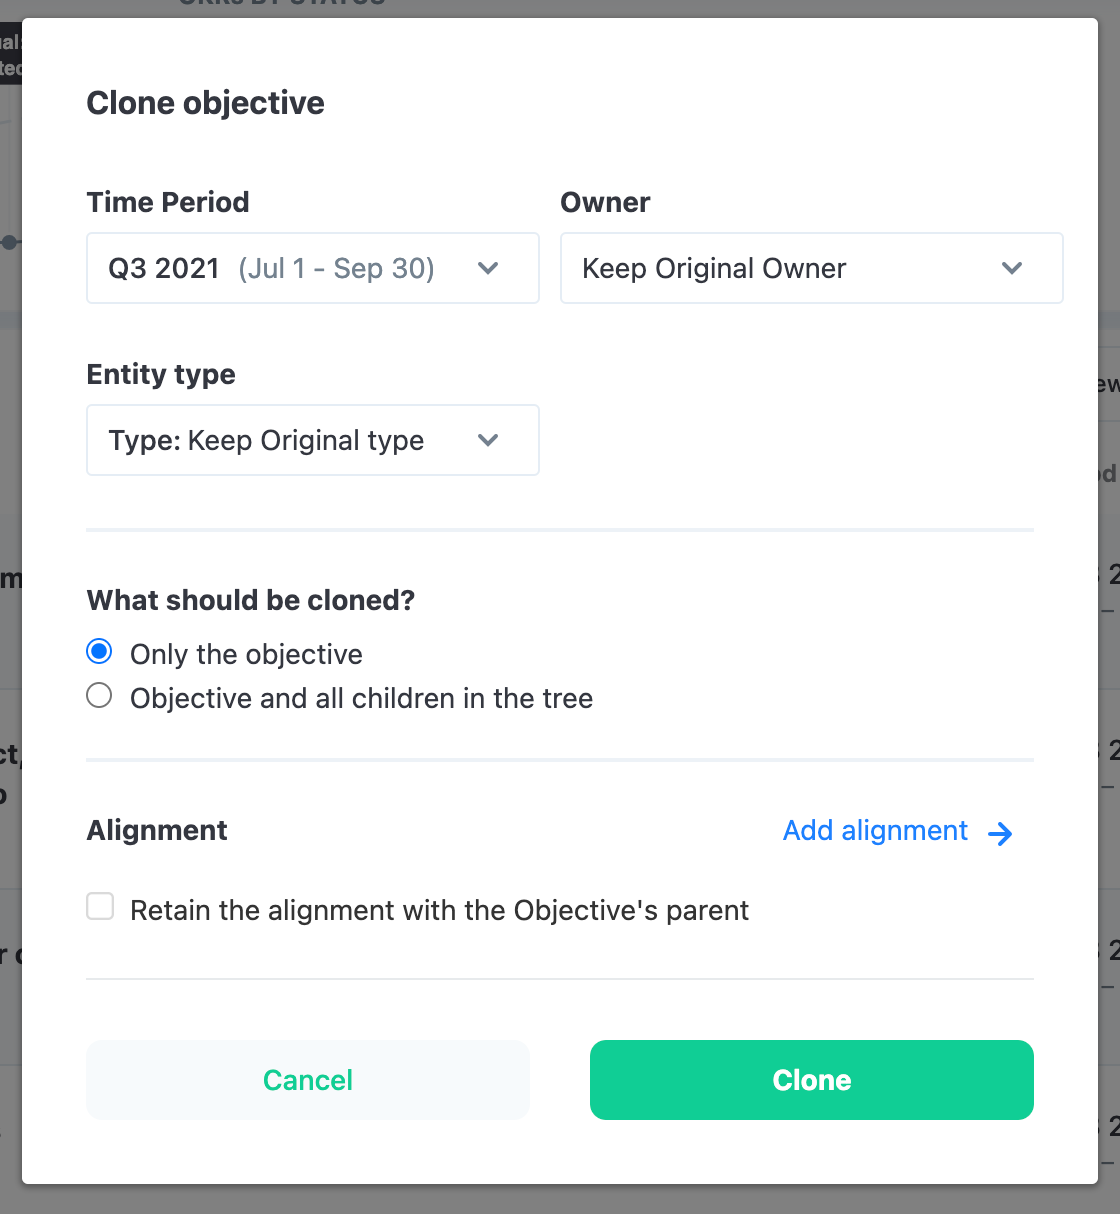 Clone objective
Time Period
Owner
Q3 2021 (Jul 1 - Sep 30)
Keep Original Owner
Entity type
Type: Keep Original type
What should be cloned?
Only the objective
Objective and all children in the tree
Alignment
Add alignment
Retain the alignment with the Objective's parent
Cancel
Clone